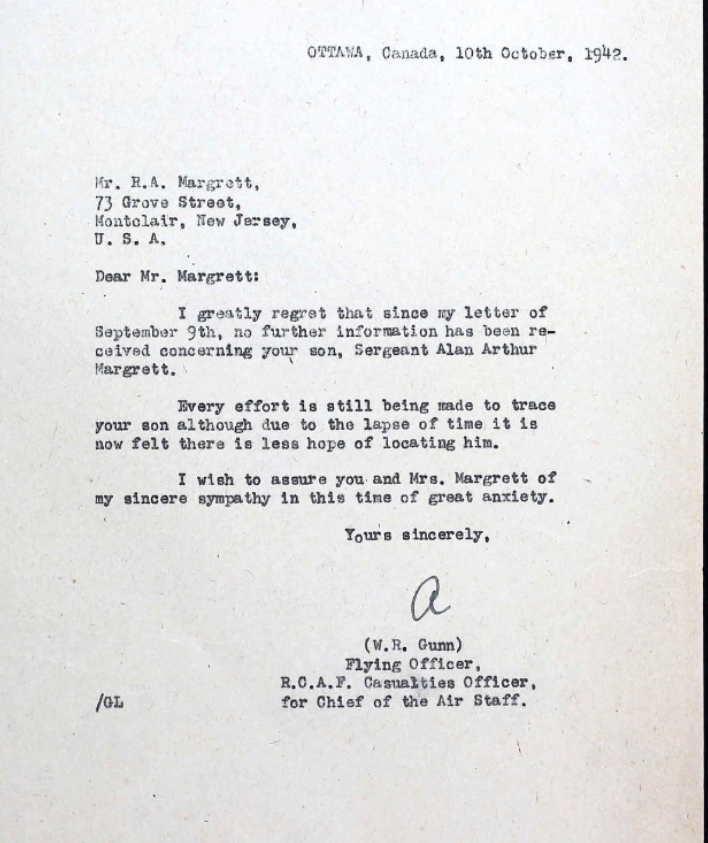 OTTAWA, Canada, 10th October, 1942.
Mr. R.A. Margrett,
73 Grove Street,
Montclair, New Jersey,
U. S. A.
Dear Mr. Margrett:
I greatly regret that since my letter of
September 9th, no further information has been re-
ceived concerning your son, Sergeant Alan Arthur
Margrett.
Every effort is still being made to trace
your son although due to the lapse of time it is
now felt there is less hope of locating him.
I wish to assure you and Mrs. Margrett of
my sincere sympathy in this time of great anxiety.
Yours sincerely,
a
(W.R. Gunn)
Flying Officer,
R.C.A.F. Casualties Officer,
/GL for Chief of the Air Staff.